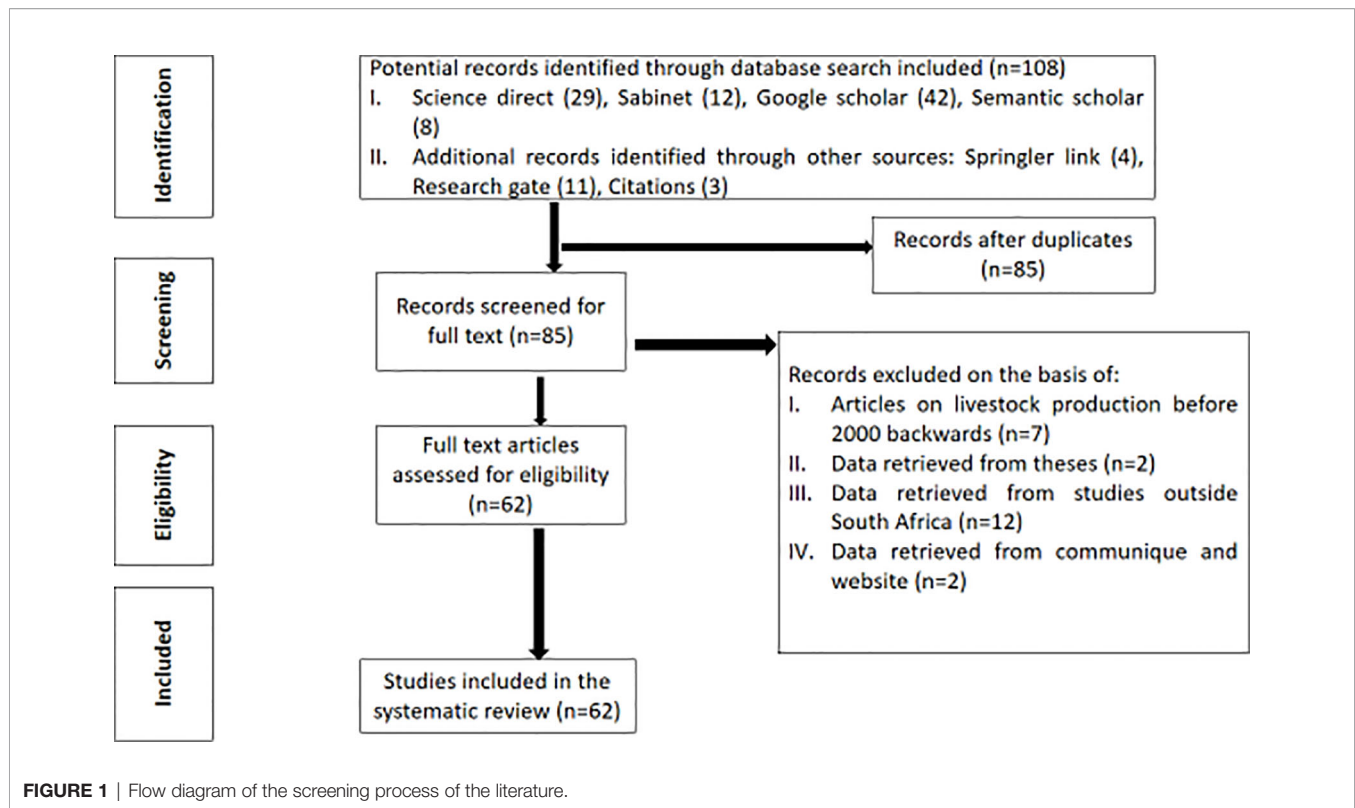 Identification
Potential records identified through database search included (n=108)
I. Science direct (29), Sabinet (12), Google scholar (42), Semantic scholar
(8)
II. Additional records identified through other sources: Springler link (4),
Research gate (11), Citations (3)
Records after duplicates
(n=85)
Screening
Records screened for
full text (n=85)
Records excluded on the basis of:
I. Articles on livestock production before
2000 backwards (n=7)
II. Data retrieved from theses (n=2)
III. Data retrieved from studies outside
South Africa (n=12)
IV. Data retrieved from communique and
website (n=2)
Eligibility
Full text articles
assessed for eligibility
(n=62)
Included
Studies included in the
systematic review (n=62)
FIGURE 1 | Flow diagram of the screening process of the literature.